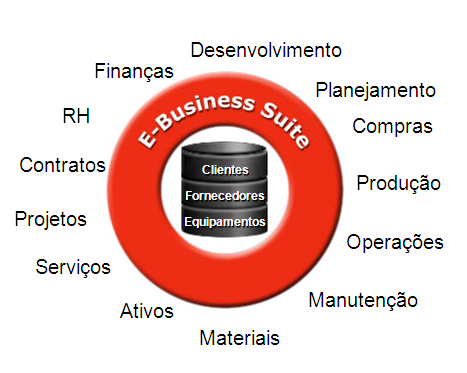 Desenvolvimento
Finanças
Planejamento
RH
E-Business Suite
Compras
Contratos
Clientes
Produção
Fornecedores
Projetos
Equipamentos
Operações
Serviços
Manutenção
Ativos
Materiais